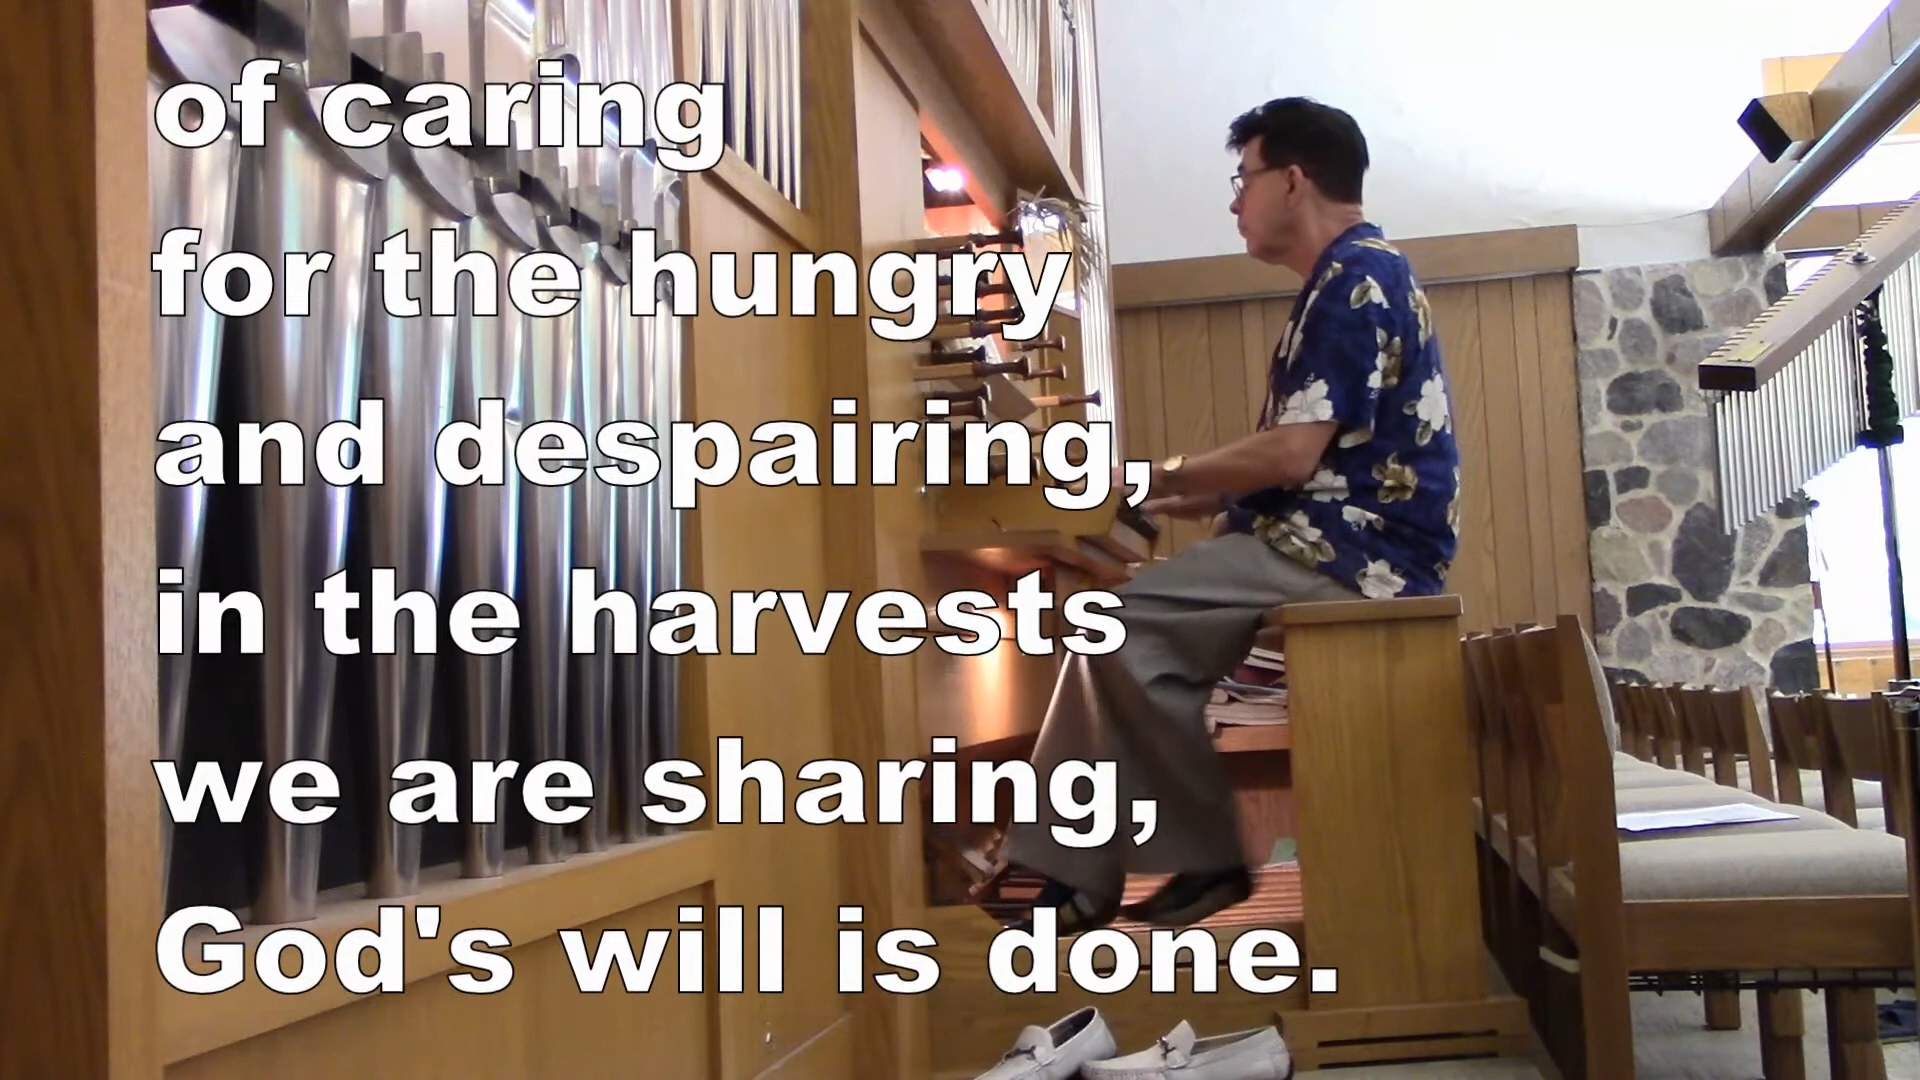 of caring
for the hungry
and despairing,
in the harvests
we are sharing,
God's will is done.